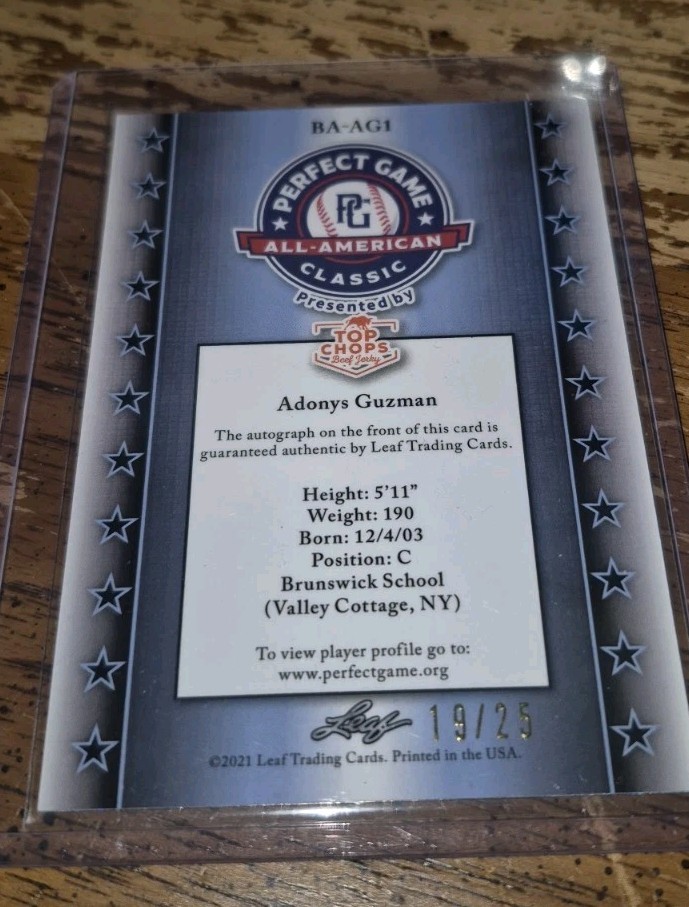 BA-AG1
PERFECT GAME
PG
ALL-AMERICAN
CLASSIC
Presented by
TOP
CHOPS
Beef Jerky
Adonys Guzman
The autograph on the front of this card is
guaranteed authentic by Leaf Trading Cards.
Height: 5'11”
Weight: 190
Born: 12/4/03
Position: C
Brunswick School
(Valley Cottage, NY)
To view player profile go to:
www.perfectgame.org
Leaf 19/25
©2021 Leaf Trading Cards. Printed in the USA.